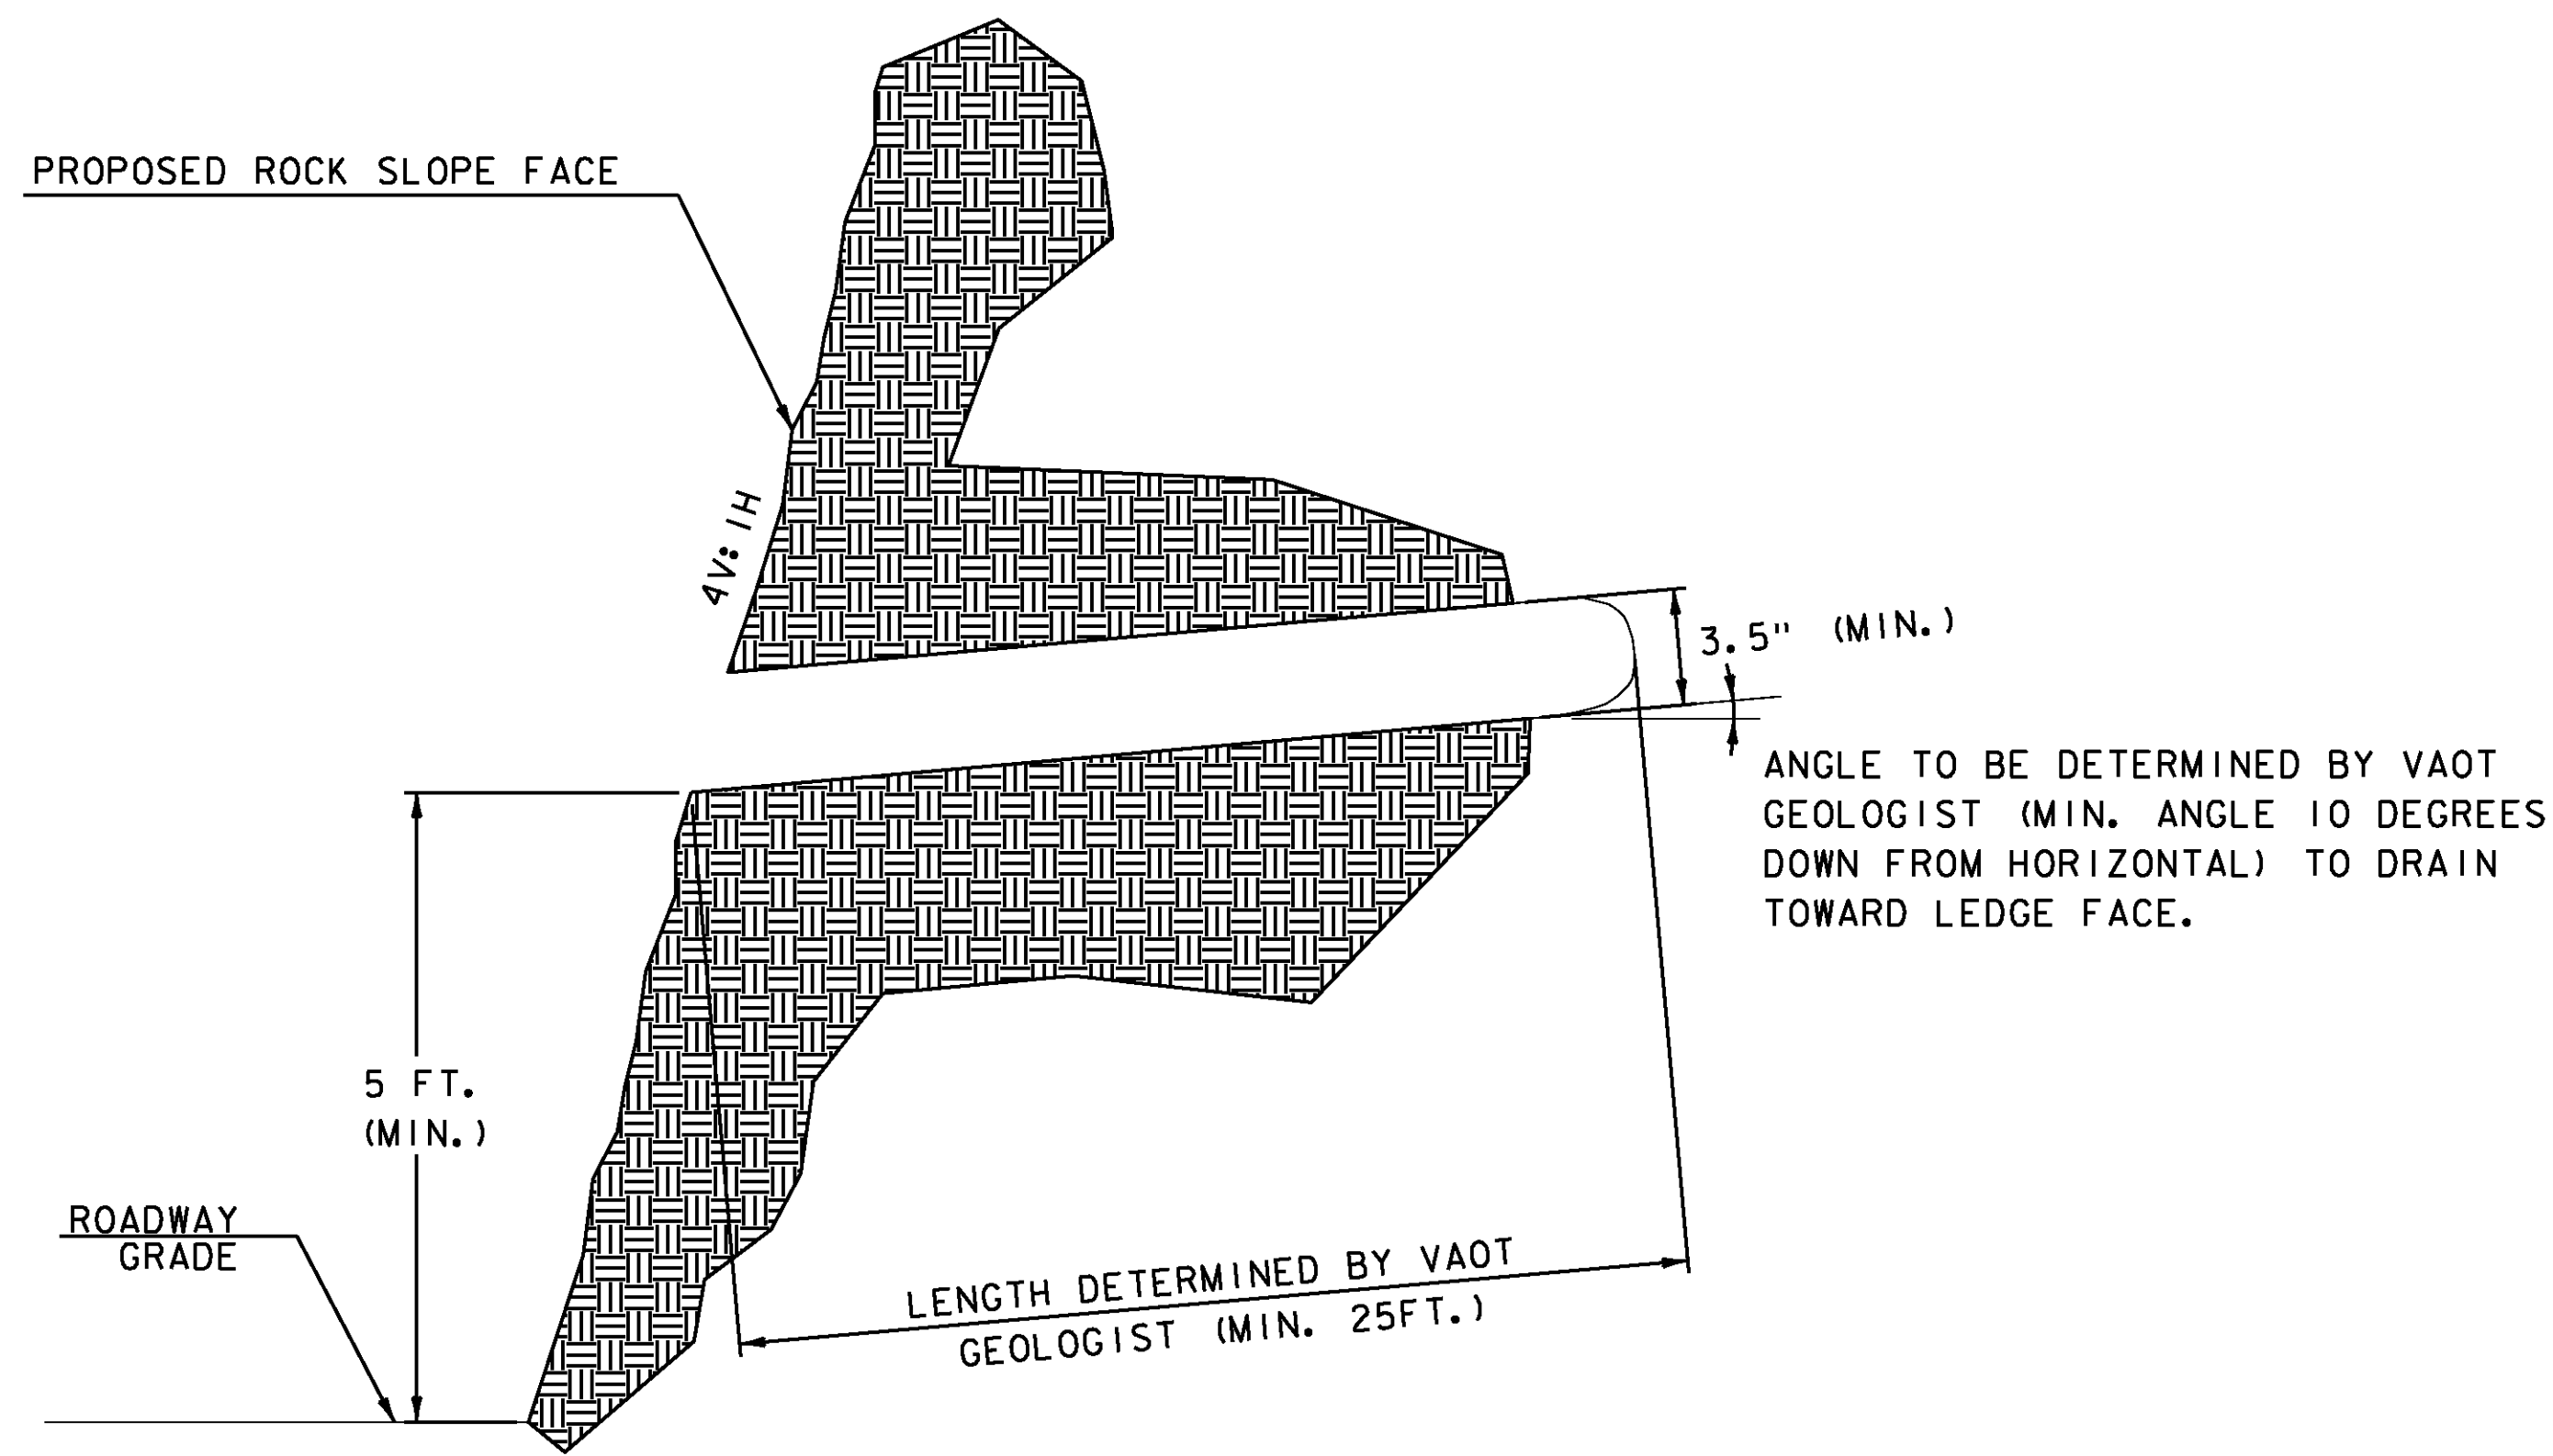 PROPOSED ROCK SLOPE FACE
4V:1H
3.5" (MIN.)
ANGLE TO BE DETERMINED BY VAOT
GEOLOGIST (MIN. ANGLE 10 DEGREES
DOWN FROM HORIZONTAL) TO DRAIN
TOWARD LEDGE FACE.
5 FT.
(MIN.)
ROADWAY
GRADE
LENGTH DETERMINED BY VAOT
GEOLOGIST (MIN. 25FT.)